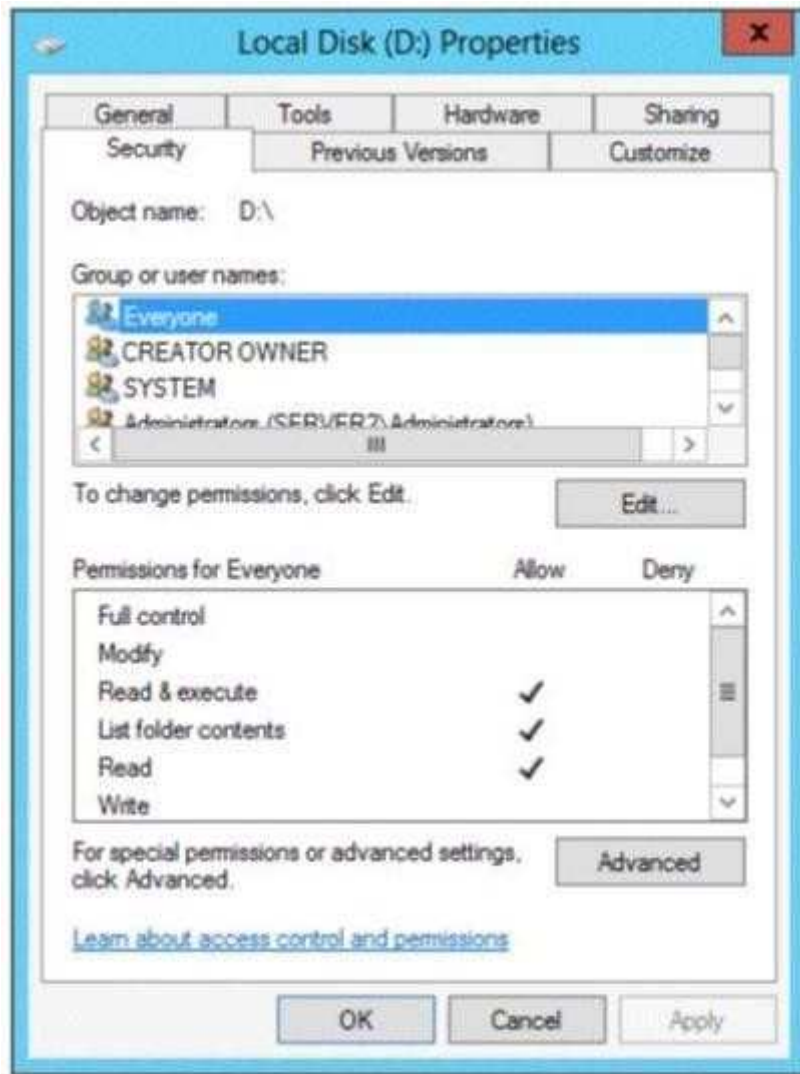 Local Disk (D:) Properties
x
General Tools Hardware Sharing
Security Previous Versions Customize
Object name: D:\
Group or user names:
Everyone
CREATOR OWNER
SYSTEM
Administrators (SERVER2\Administrators)
To change permissions, click Edit.
Edit...
Permissions for Everyone Allow Deny
Full control
Modify
Read & execute
List folder contents
Read
Write
For special permissions or advanced settings,
click Advanced.
Advanced
Learn about access control and permissions
OK Cancel Apply